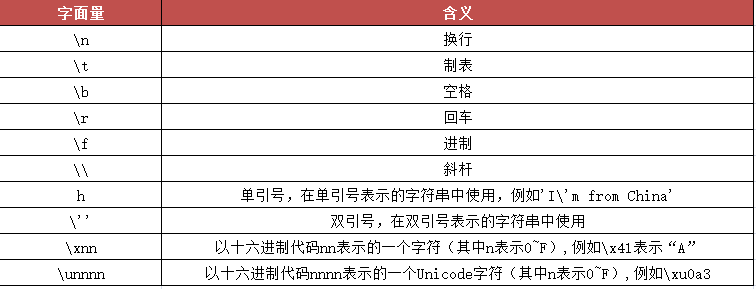 字面量 含义
\n 换行
\t 制表
\b 空格
\r 回车
\f 进制
\\ 斜杆
h 单引号，在单引号表示的字符串中使用，例如'I\'m from China'
\'' 双引号，在双引号表示的字符串中使用
\xnn 以十六进制代码nn表示的一个字符（其中n表示0~F）,例如\x41表示“A”
\unnnn 以十六进制代码nnnn表示的一个Unicode字符（其中n表示0~F）,例如\xu0a3